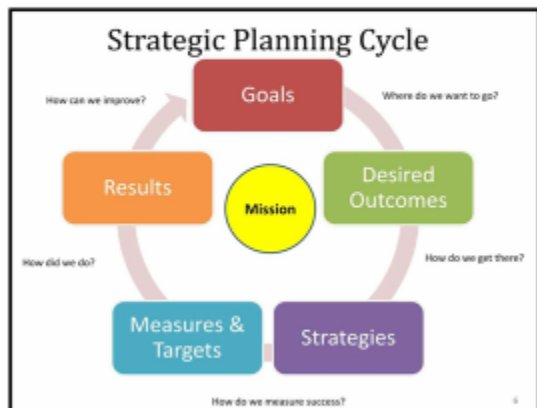 Strategic Planning Cycle
Goals
How can we improve?
Where do we want to go?
Results
Desired
Outcomes
Mission
How did we do?
How do we get there?
Measures &
Targets
Strategies
How do we measure success?
6